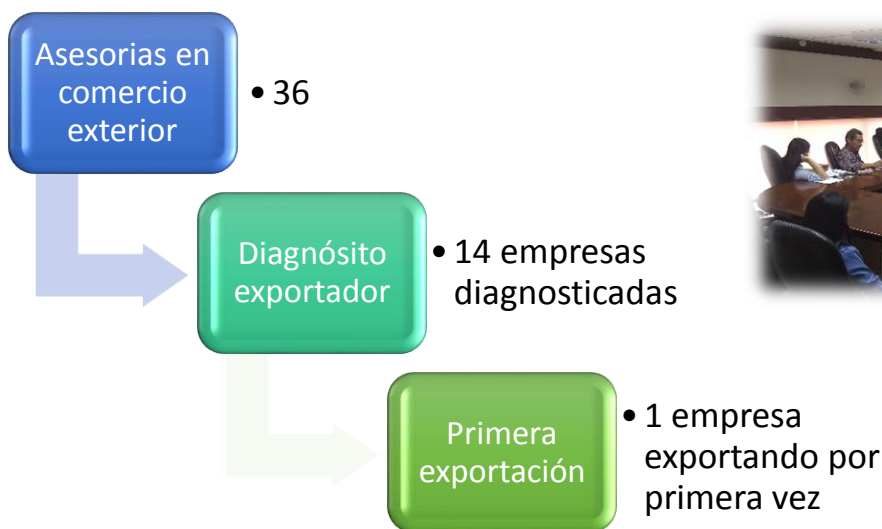 Asesorias en
comercio
exterior
• 36
Diagnósito
exportador
• 14 empresas
diagnosticadas
Primera
exportación
• 1 empresa
exportando por
primera vez